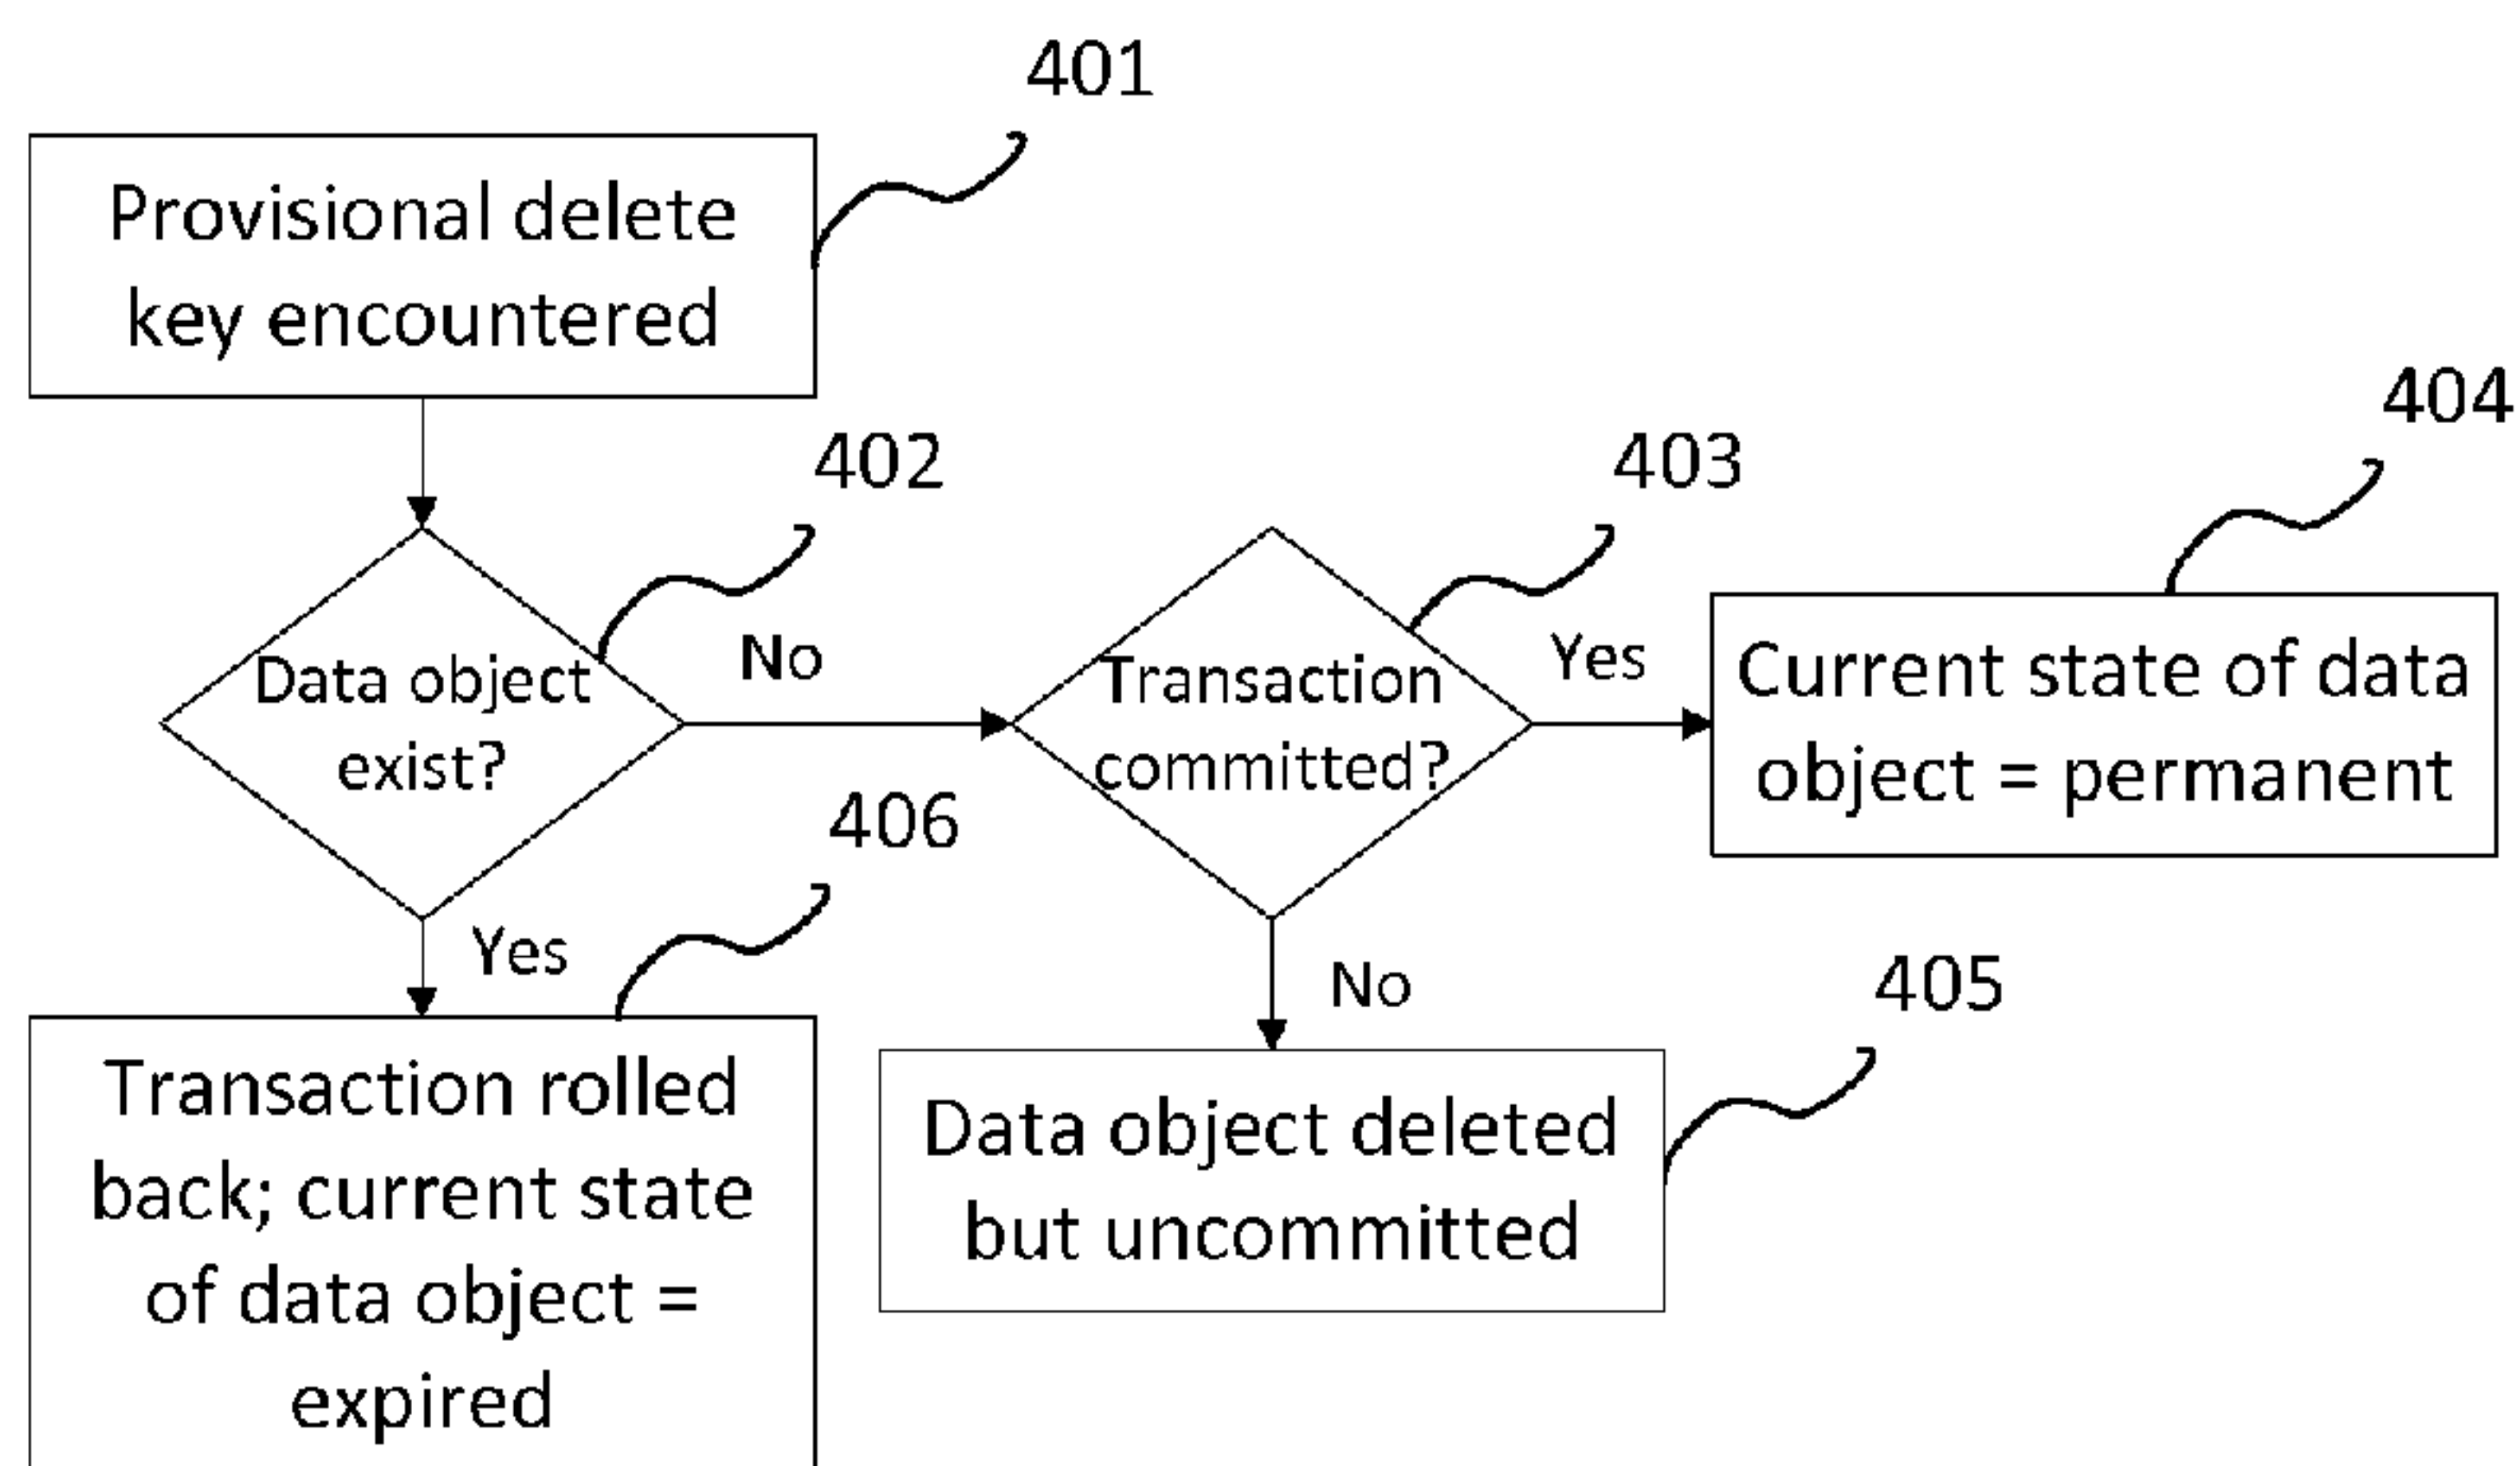 401
Provisional delete
key encountered
402
403
404
Data object
exist?
No
Transaction
committed?
Yes
Current state of data
object = permanent
406
Yes
No
405
Transaction rolled
back; current state
of data object =
expired
Data object deleted
but uncommitted